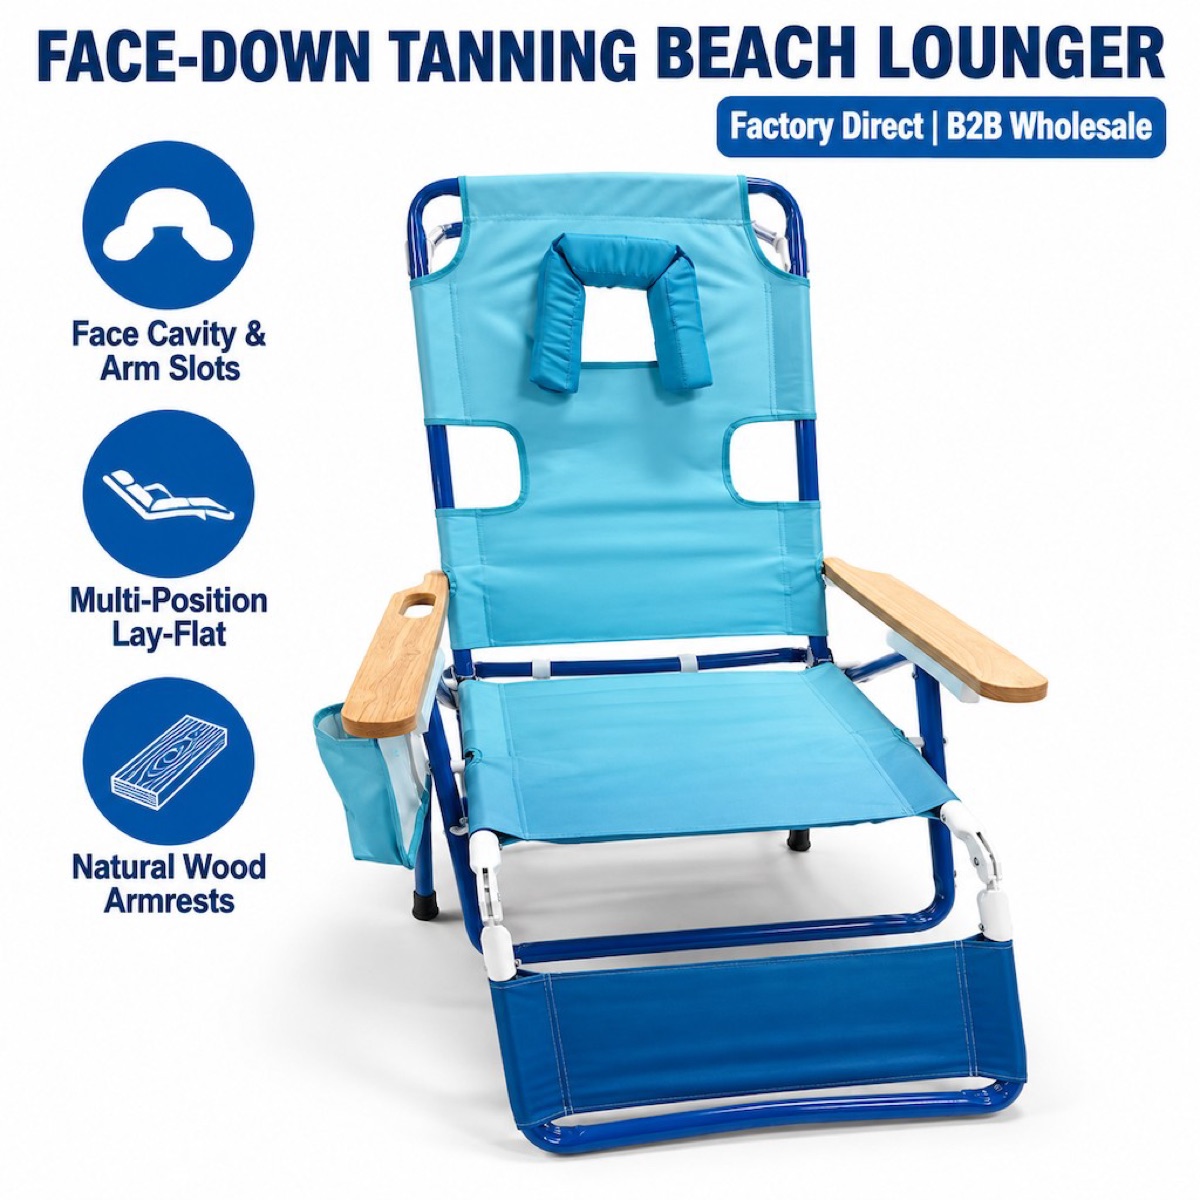 FACE-DOWN TANNING BEACH LOUNGER
Factory Direct | B2B Wholesale
Face Cavity &
Arm Slots
Multi-Position
Lay-Flat
Natural Wood
Armrests